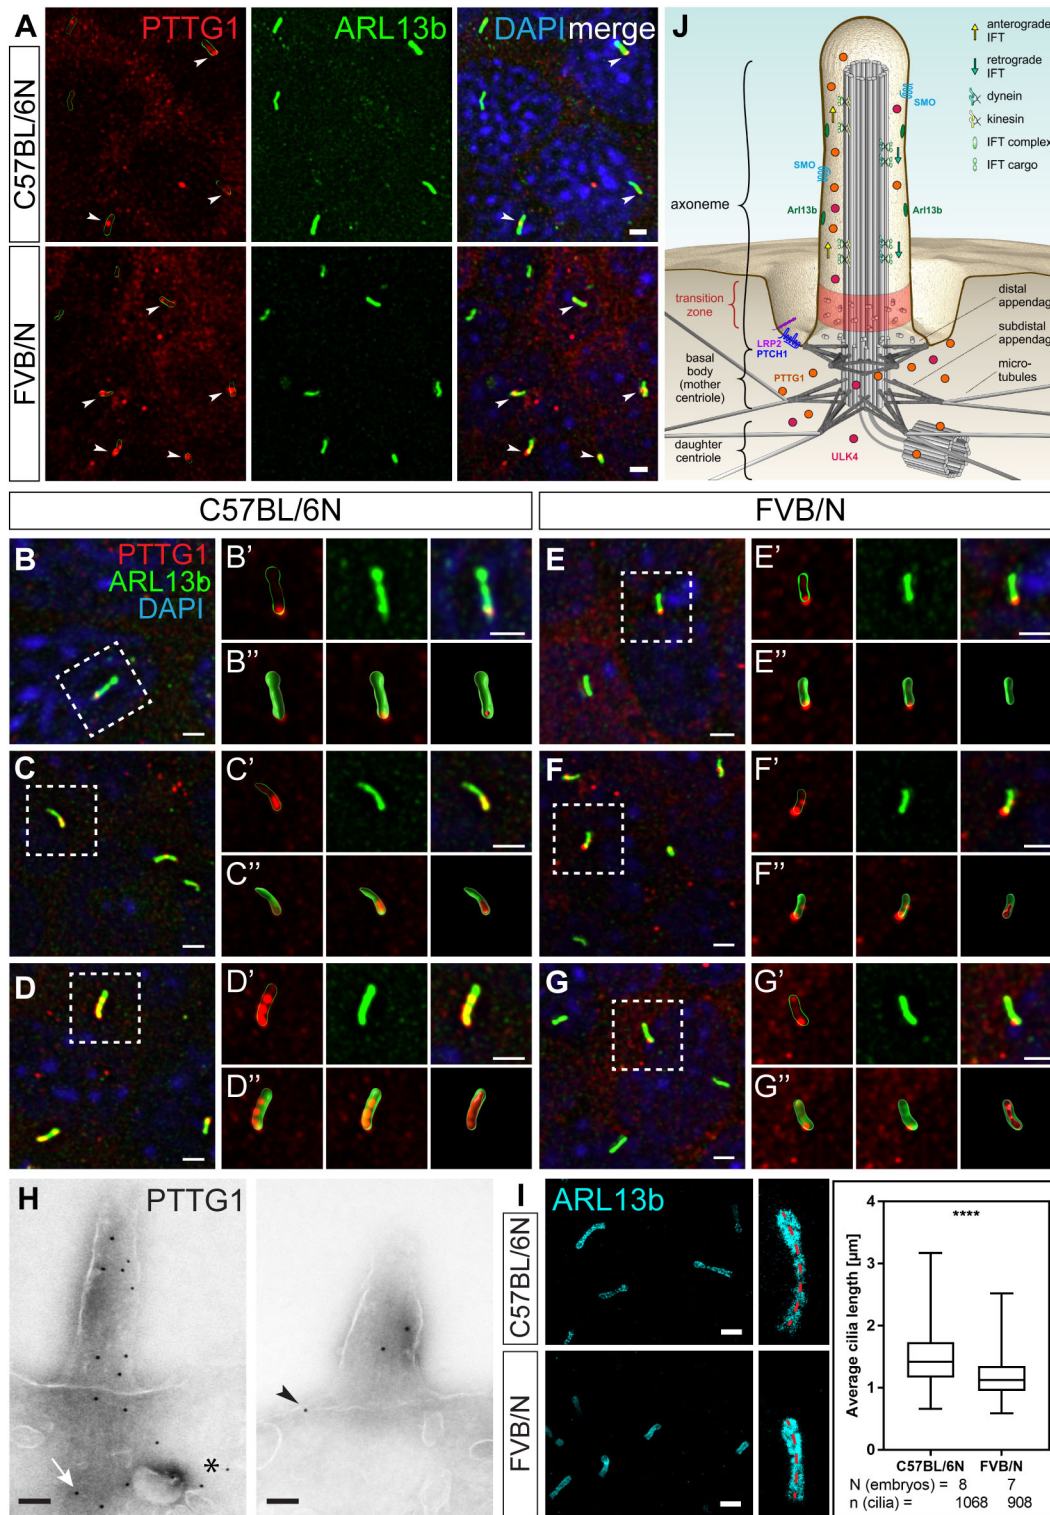 A
PTTG1
ARL13b
DAPI merge
C57BL/6N
FVB/N
J
anterograde
IFT
retrograde
IFT
dynein
kinesin
IFT complex
IFT cargo
SMO
SMO
axoneme
Arl13b
Arl13b
transition
zone
distal
appendag
subdistal
appendag
LRP2
PTCH1
basal
body
(mother
centriole)
PTTG1
micro-
tubules
daughter
centriole
ULK4
C57BL/6N
FVB/N
B
PTTG1
ARL13b
DAPI
B'
B''
E
E'
E''
C
C'
C''
F
F'
F''
D
D'
D''
G
G'
G''
H
PTTG1
*
I
ARL13b
C57BL/6N
FVB/N
Average cilia length [µm]
4
3
2
1
0
****
C57BL/6N FVB/N
N (embryos) = 8 7
n (cilia) = 1068 908